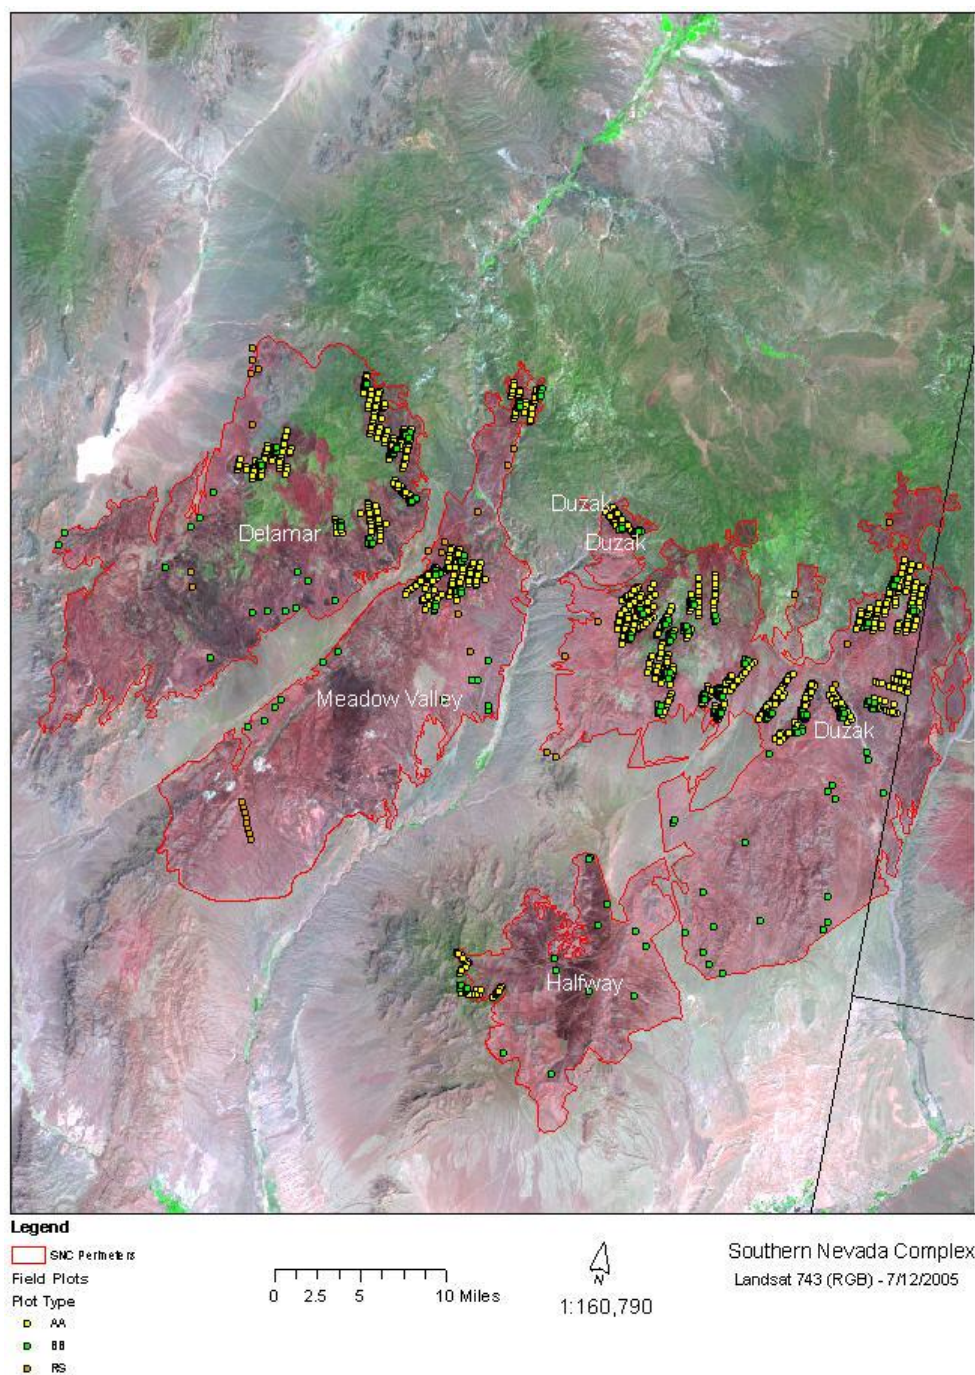 Duzak
Delamar
Duzak
Meadow Valley
Duzak
Halfway
Legend
SNC Perimeters
Field Plots
Plot Type
AA
BB
RS
0 2.5 5 10 Miles
N
1:160,790
Southern Nevada Complex
Landsat 743 (RGB) - 7/12/2005